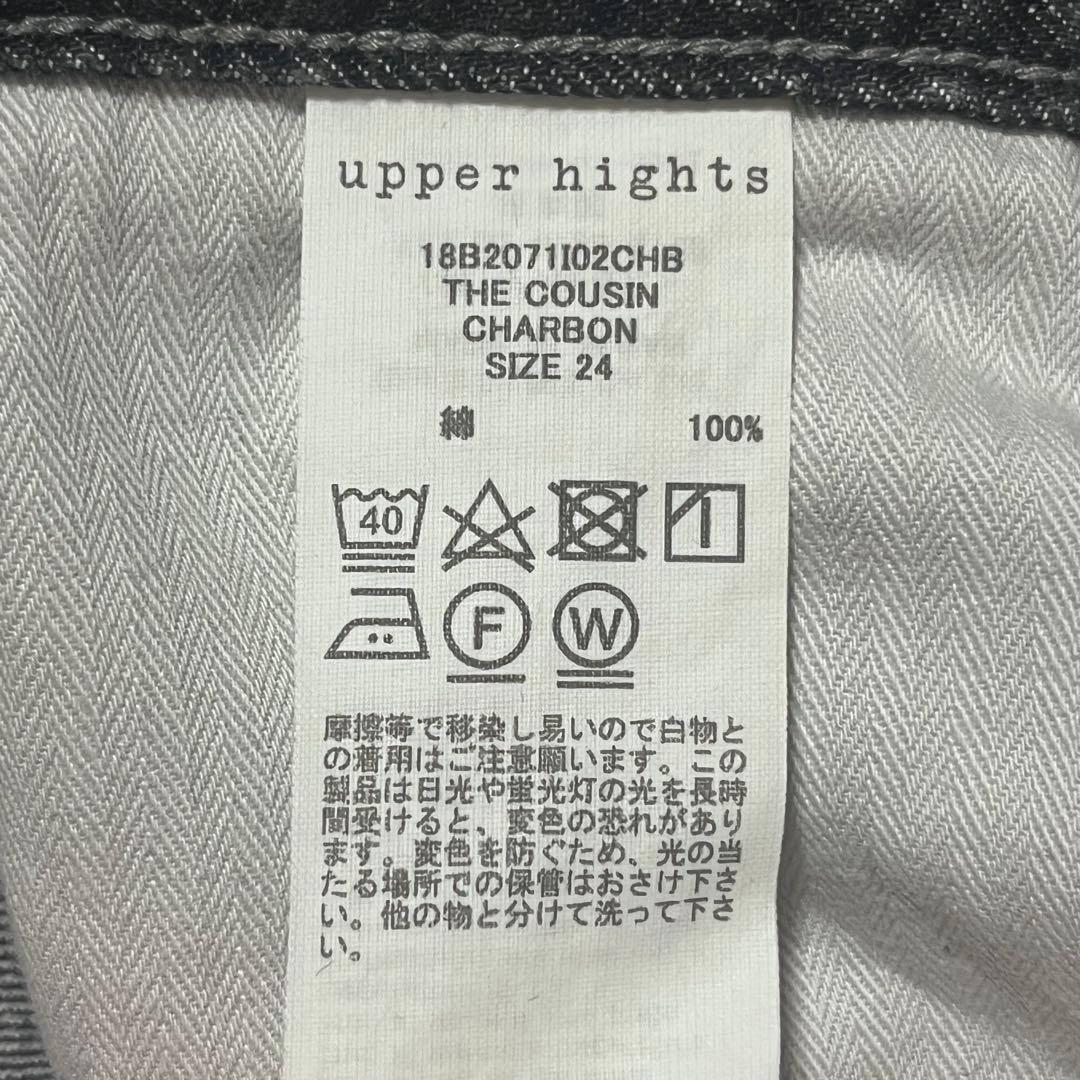 upper hights
18B2071I02CHB
THE COUSIN
CHARBON
SIZE 24
綿 100%
40
F W
摩擦等で移染し易いので白物と
の着用はご注意願います。この
製品は日光や蛍光灯の光を長時
間受けると、変色の恐れがあり
ます。変色を防ぐため、光の当
たる場所での保管はおさけ下さ
い。他の物と分けて洗って下さ
い。